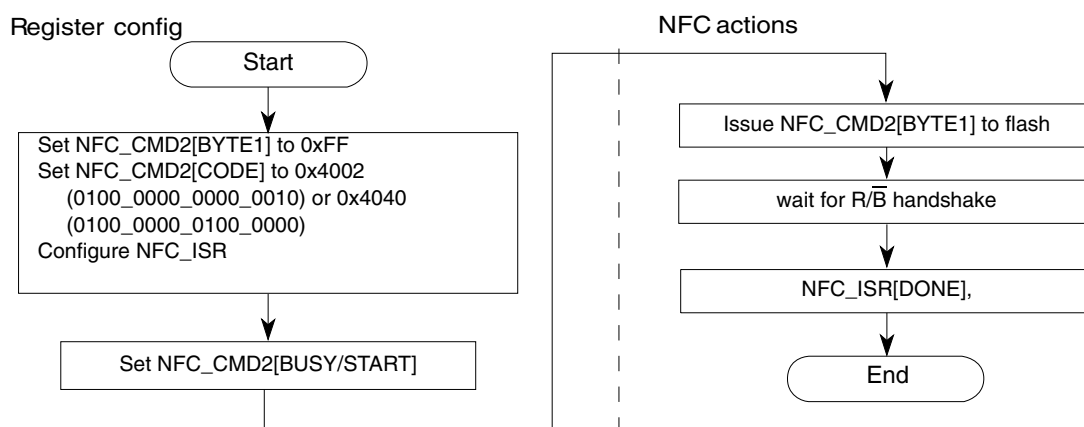 Register config
Start
Set NFC_CMD2[BYTE1] to 0xFF
Set NFC_CMD2[CODE] to 0x4002
(0100_0000_0000_0010) or 0x4040
(0100_0000_0100_0000)
Configure NFC_ISR
Set NFC_CMD2[BUSY/START]
NFC actions
Issue NFC_CMD2[BYTE1] to flash
wait for R/B̅ handshake
NFC_ISR[DONE],
End